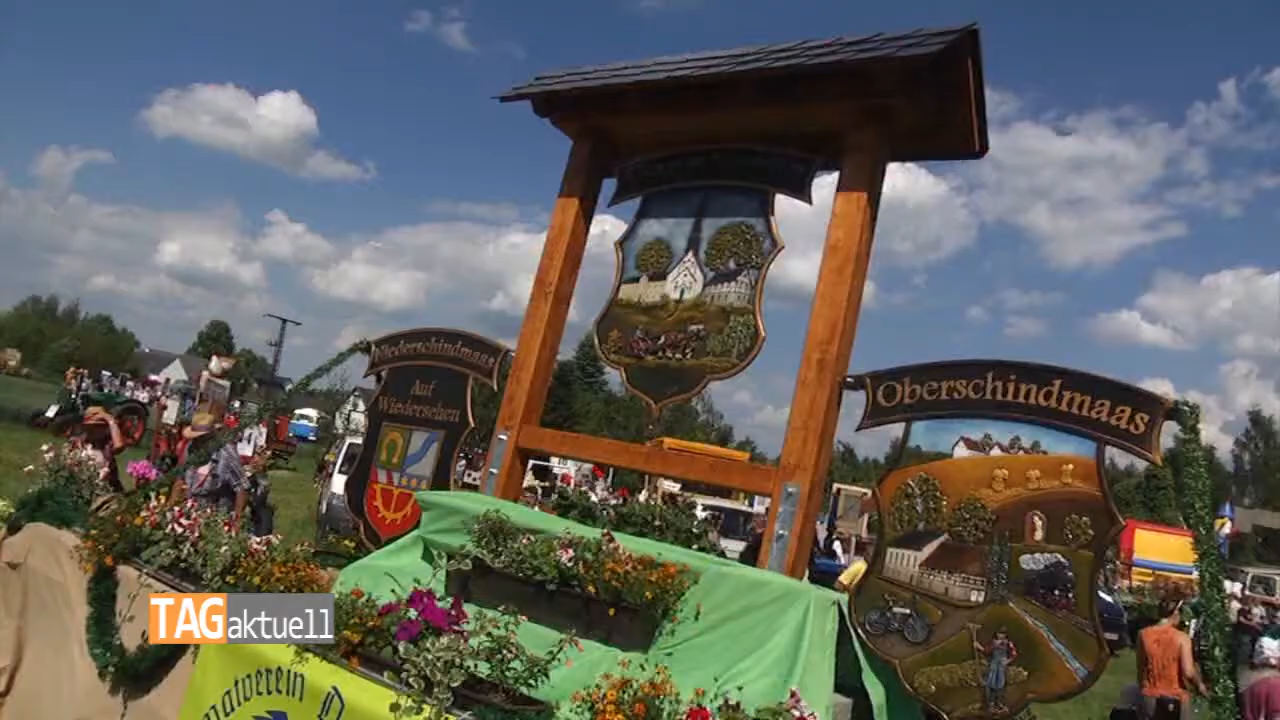 Niederschindmaas
Auf
Wiedersehen
Oberschindmaas
TAGaktuell